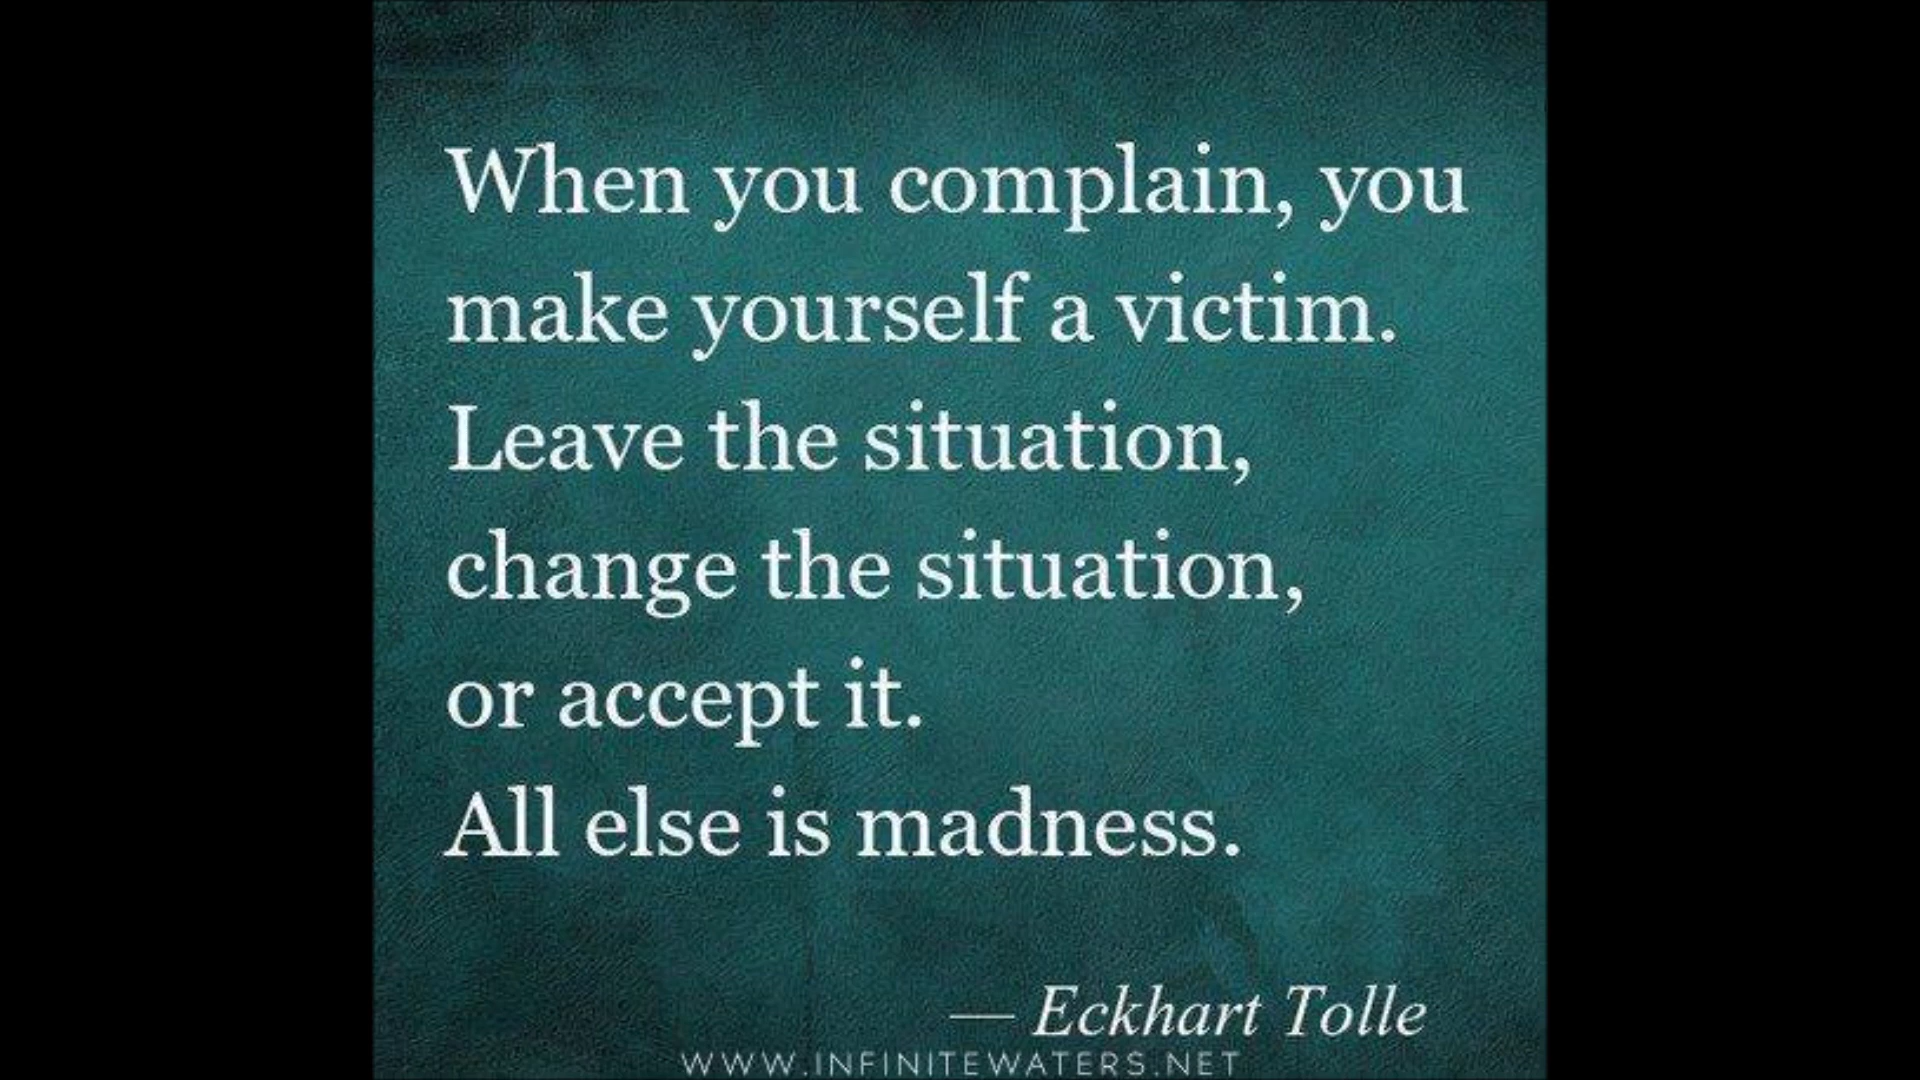 When you complain, you
make yourself a victim.
Leave the situation,
change the situation,
or accept it.
All else is madness.
— Eckhart Tolle
WWW.INFINITEWATERS.NET